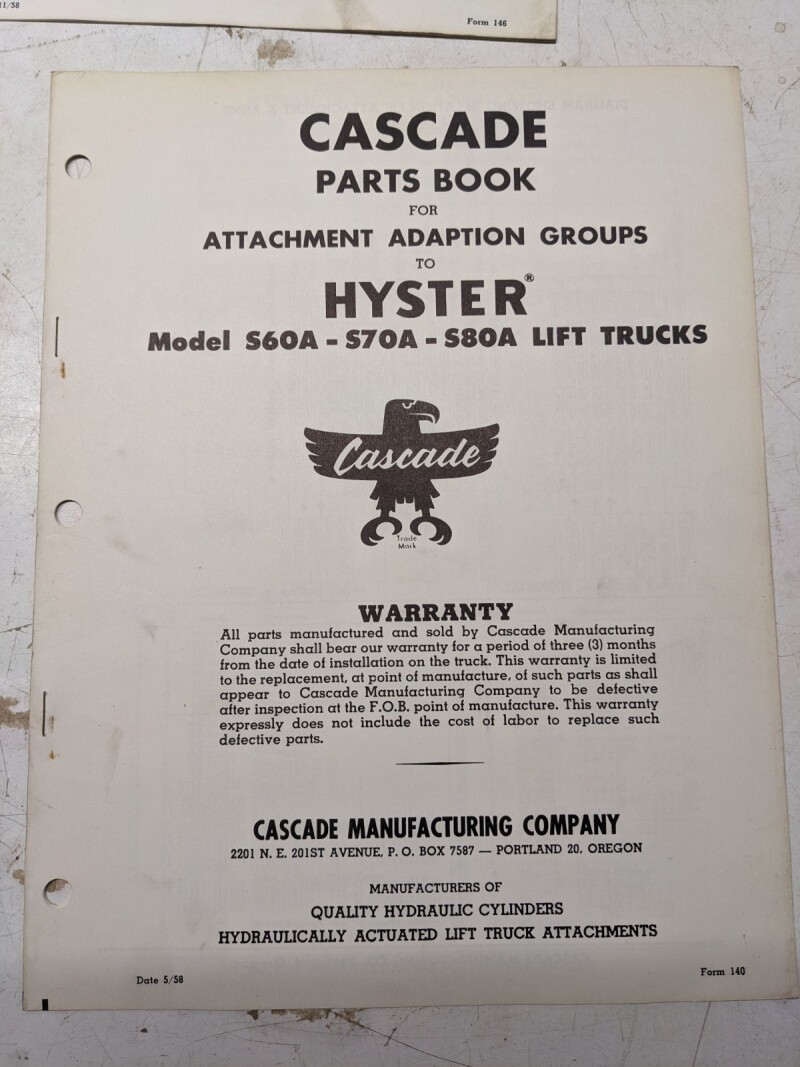 11/58
Form 146
CASCADE
PARTS BOOK
FOR
ATTACHMENT ADAPTION GROUPS
TO
HYSTER®
Model S60A - S70A - S80A LIFT TRUCKS
Cascade
Trade
Mark
WARRANTY
All parts manufactured and sold by Cascade Manufacturing
Company shall bear our warranty for a period of three (3) months
from the date of installation on the truck. This warranty is limited
to the replacement, at point of manufacture, of such parts as shall
appear to Cascade Manufacturing Company to be defective
after inspection at the F.O.B. point of manufacture. This warranty
expressly does not include the cost of labor to replace such
defective parts.
CASCADE MANUFACTURING COMPANY
2201 N. E. 201ST AVENUE, P. O. BOX 7587 — PORTLAND 20, OREGON
MANUFACTURERS OF
QUALITY HYDRAULIC CYLINDERS
HYDRAULICALLY ACTUATED LIFT TRUCK ATTACHMENTS
Date 5/58
Form 140